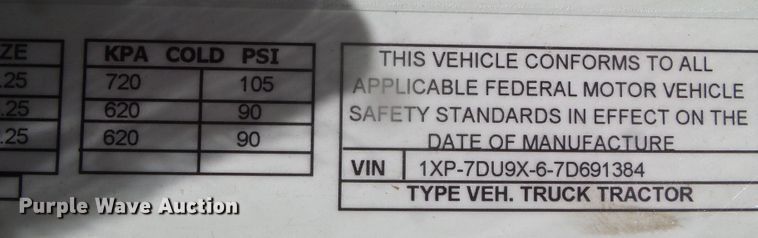 ZE
.25
.25
.25
KPA COLD PSI
720 105
620 90
620 90
THIS VEHICLE CONFORMS TO ALL
APPLICABLE FEDERAL MOTOR VEHICLE
SAFETY STANDARDS IN EFFECT ON THE
DATE OF MANUFACTURE
VIN 1XP-7DU9X-6-7D691384
TYPE VEH. TRUCK TRACTOR
Purple Wave Auction